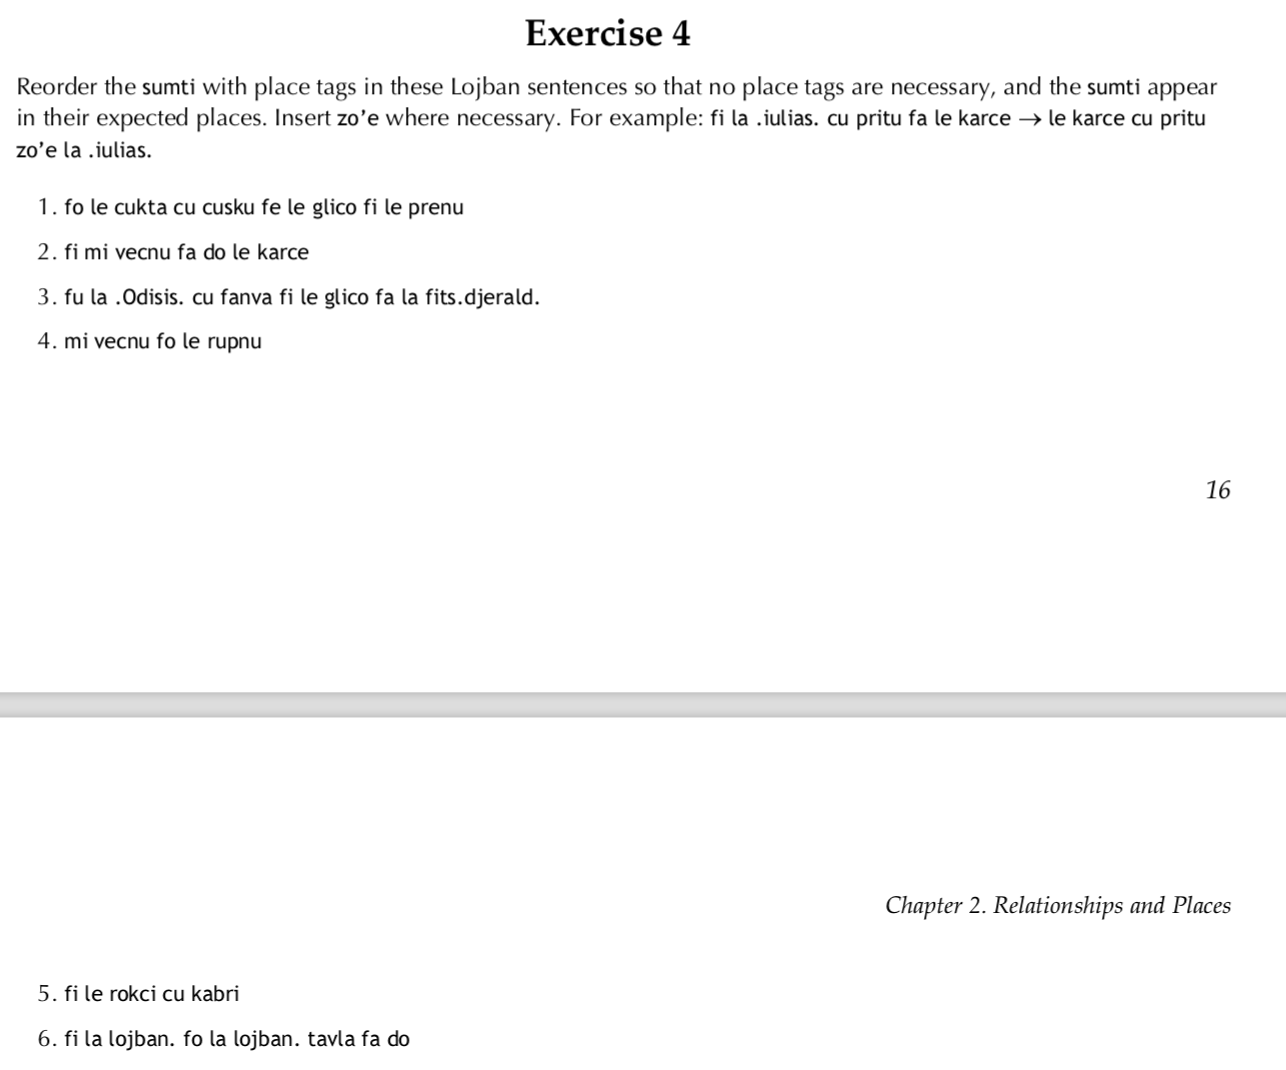 Exercise 4
Reorder the sumti with place tags in these Lojban sentences so that no place tags are necessary, and the sumti appear
in their expected places. Insert zo’e where necessary. For example: fi la .iulias. cu pritu fa le karce → le karce cu pritu
zo’e la .iulias.
1. fo le cukta cu cusku fe le glico fi le prenu
2. fi mi vecnu fa do le karce
3. fu la .Odisis. cu fanva fi le glico fa la fits.djerald.
4. mi vecnu fo le rupnu
16
Chapter 2. Relationships and Places
5. fi le rokci cu kabri
6. fi la lojban. fo la lojban. tavla fa do